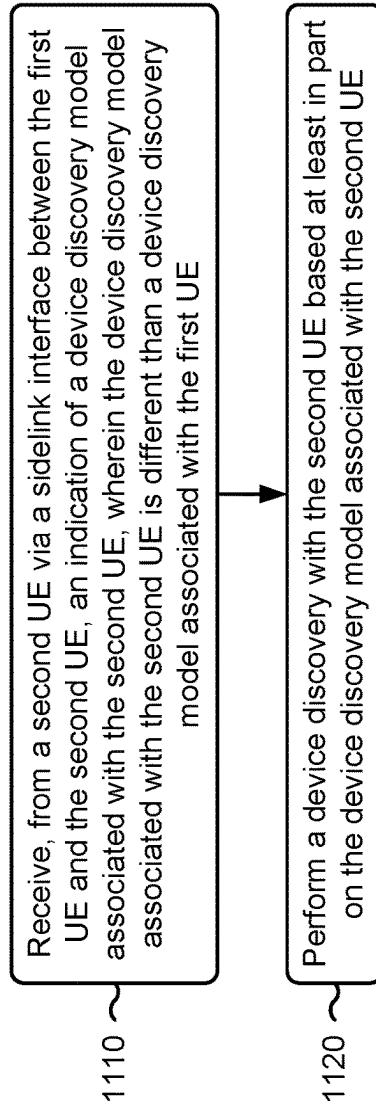 1110
Receive, from a second UE via a sidelink interface between the first
UE and the second UE, an indication of a device discovery model
associated with the second UE, wherein the device discovery model
associated with the second UE is different than a device discovery
model associated with the first UE
1120
Perform a device discovery with the second UE based at least in part
on the device discovery model associated with the second UE